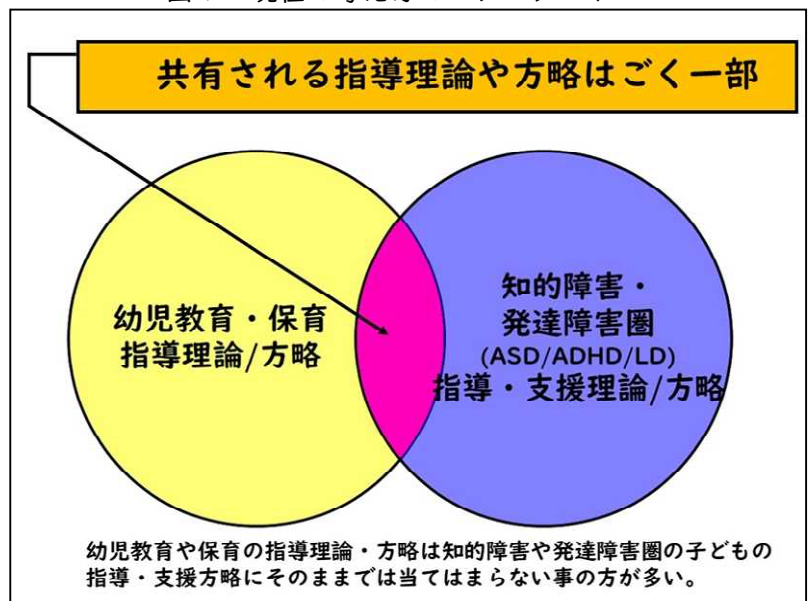 共有される指導理論や方略はごく一部
幼児教育・保育
指導理論/方略
知的障害・
発達障害圏
(ASD/ADHD/LD)
指導・支援理論/方略
幼児教育や保育の指導理論・方略は知的障害や発達障害圏の子どもの
指導・支援方略にそのままでは当てはまらない事の方が多い。